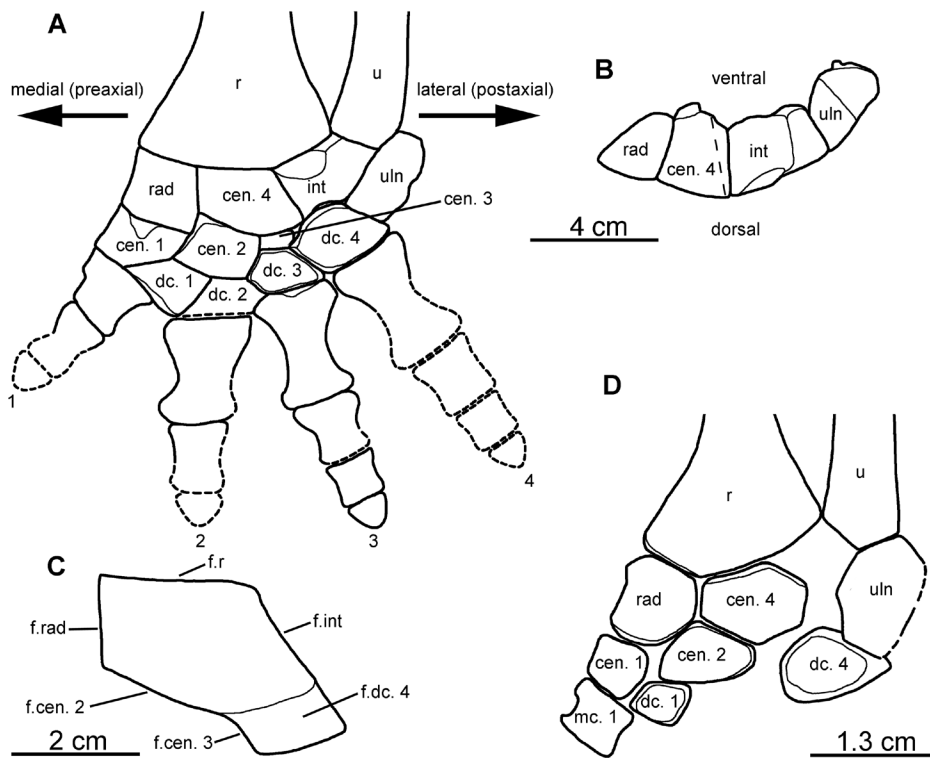 A
r
u
medial (preaxial)
lateral (postaxial)
rad
cen. 4
int
uln
cen. 3
cen. 1
cen. 2
dc. 4
dc. 3
dc. 1
dc. 2
1
2
3
4
B
ventral
rad
cen. 4
int
uln
4 cm
dorsal
C
f.r
f.rad
f.int
f.cen. 2
f.dc. 4
f.cen. 3
2 cm
D
r
u
rad
cen. 4
uln
cen. 1
cen. 2
dc. 4
dc. 1
mc. 1
1.3 cm